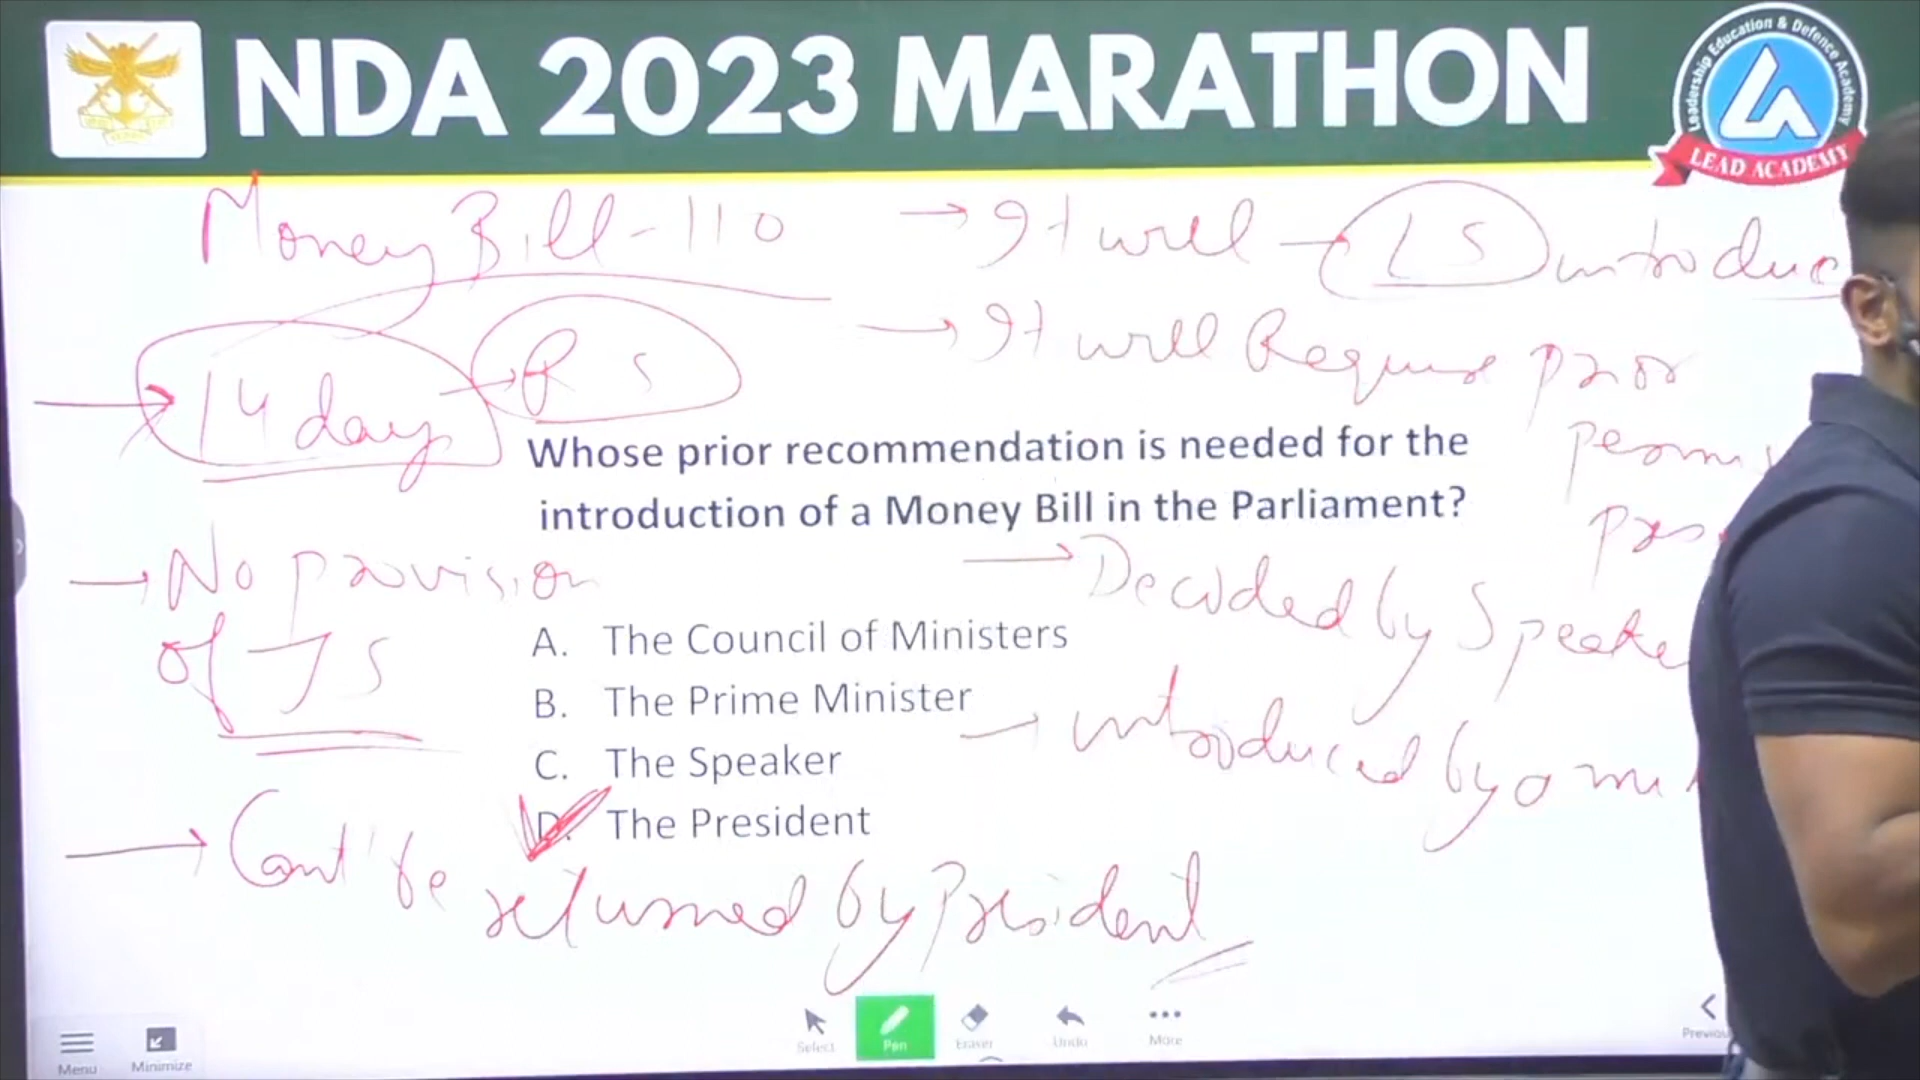 NDA 2023 MARATHON
Leadership Education & Defence Academy
LEAD ACADEMY
Money Bill - 110
→ It will → LS introduc
→ It will Require prior
14 day → RS
Whose prior recommendation is needed for the
introduction of a Money Bill in the Parliament?
→ No provision
of JS
→ Decided by Speake
A. The Council of Ministers
B. The Prime Minister
→ introduced by a mi
C. The Speaker
D. The President
→ Can't be returned by President
Select
Pen
Eraser
Undo
More
Menu
Minimize